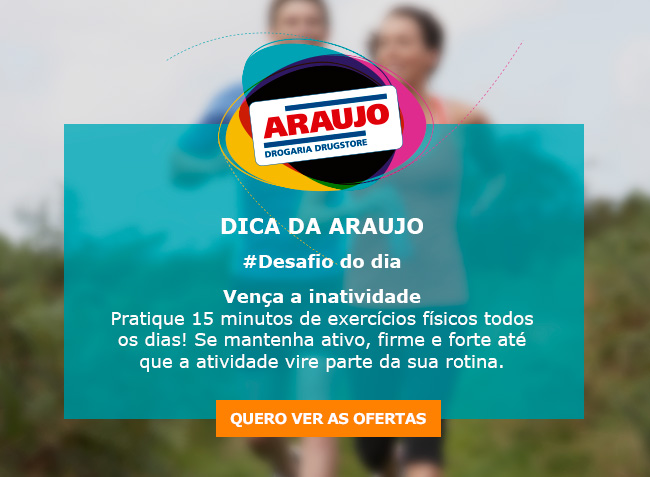 ARAUJO
DROGARIA DRUGSTORE
DICA DA ARAUJO
#Desafio do dia
Vença a inatividade
Pratique 15 minutos de exercícios físicos todos
os dias! Se mantenha ativo, firme e forte até
que a atividade vire parte da sua rotina.
QUERO VER AS OFERTAS